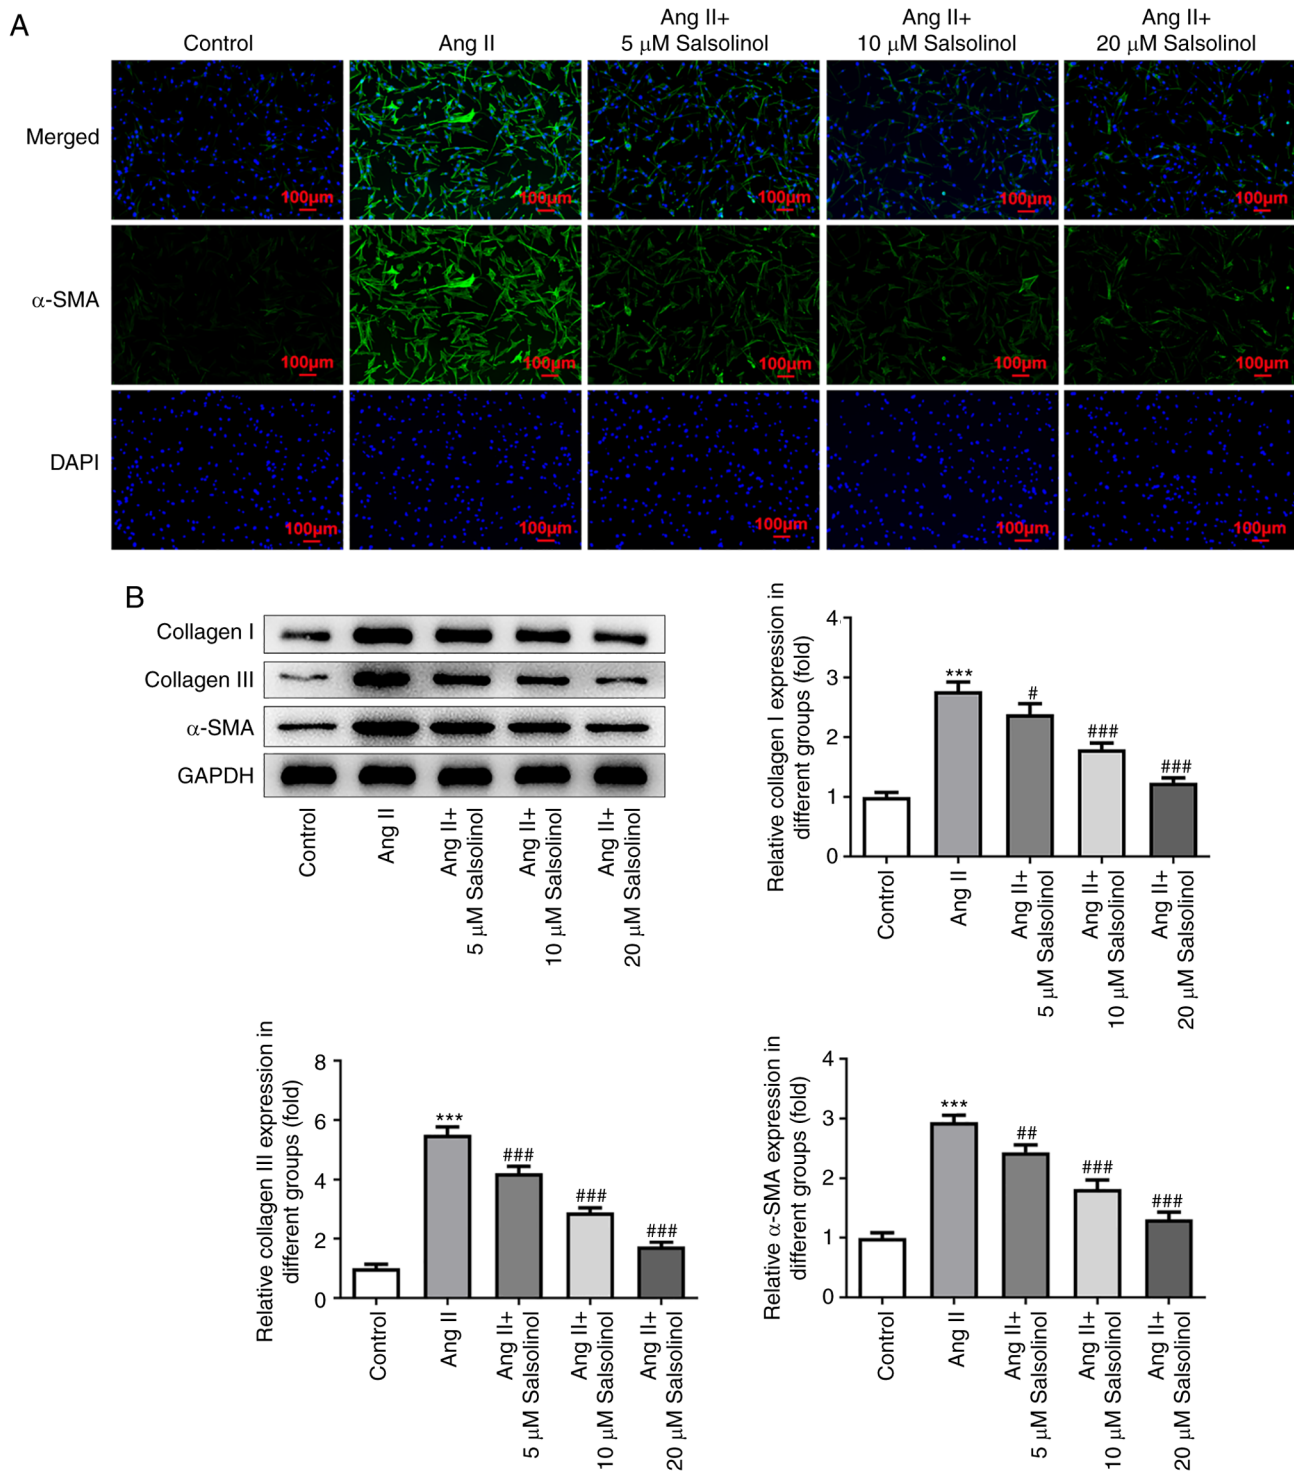 A
Control
Ang II
Ang II+
5 μM Salsolinol
Ang II+
10 μM Salsolinol
Ang II+
20 μM Salsolinol
Merged
100μm
100μm
100μm
100μm
100μm
α-SMA
100μm
100μm
100μm
100μm
100μm
DAPI
100μm
100μm
100μm
100μm
100μm
B
Collagen I
Collagen III
α-SMA
GAPDH
Control
Ang II
Ang II+
5 μM Salsolinol
Ang II+
10 μM Salsolinol
Ang II+
20 μM Salsolinol
Relative collagen I expression in
different groups (fold)
4
3
2
1
0
***
#
###
###
Control
Ang II
Ang II+
5 μM Salsolinol
Ang II+
10 μM Salsolinol
Ang II+
20 μM Salsolinol
Relative collagen III expression in
different groups (fold)
8
6
4
2
0
***
###
###
###
Control
Ang II
Ang II+
5 μM Salsolinol
Ang II+
10 μM Salsolinol
Ang II+
20 μM Salsolinol
Relative α-SMA expression in
different groups (fold)
4
3
2
1
0
***
##
###
###
Control
Ang II
Ang II+
5 μM Salsolinol
Ang II+
10 μM Salsolinol
Ang II+
20 μM Salsolinol